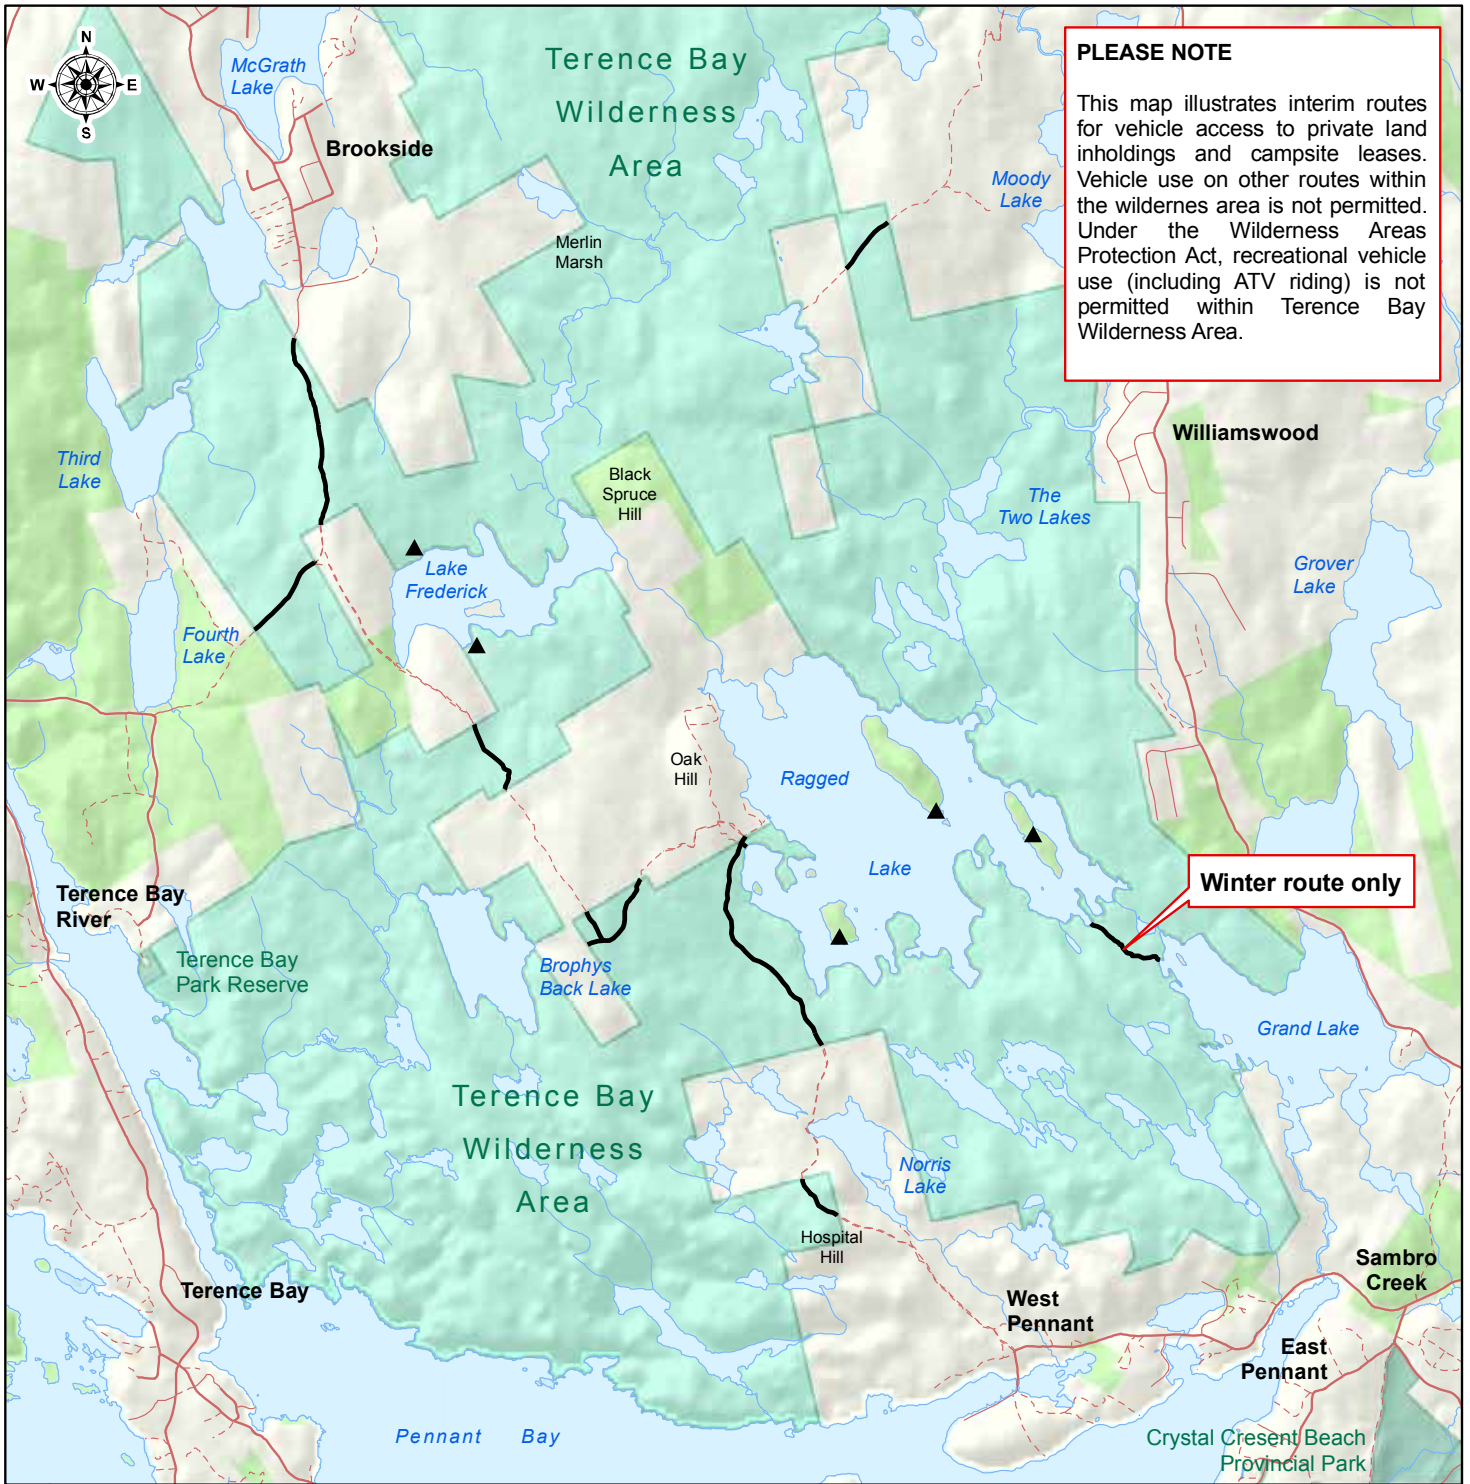 N
W
E
S
McGrath
Lake
Brookside
Terence Bay
Wilderness
Area
PLEASE NOTE
This map illustrates interim routes
for vehicle access to private land
inholdings and campsite leases.
Vehicle use on other routes within
the wildernes area is not permitted.
Under the Wilderness Areas
Protection Act, recreational vehicle
use (including ATV riding) is not
permitted within Terence Bay
Wilderness Area.
Moody
Lake
Merlin
Marsh
Williamswood
Third
Lake
Black
Spruce
Hill
The
Two Lakes
Lake
Frederick
Grover
Lake
Fourth
Lake
Oak
Hill
Ragged
Lake
Winter route only
Terence Bay
River
Terence Bay
Park Reserve
Brophys
Back Lake
Grand Lake
Terence Bay
Wilderness
Area
Norris
Lake
Hospital
Hill
Terence Bay
West
Pennant
Sambro
Creek
East
Pennant
Pennant Bay
Crystal Cresent Beach
Provincial Park